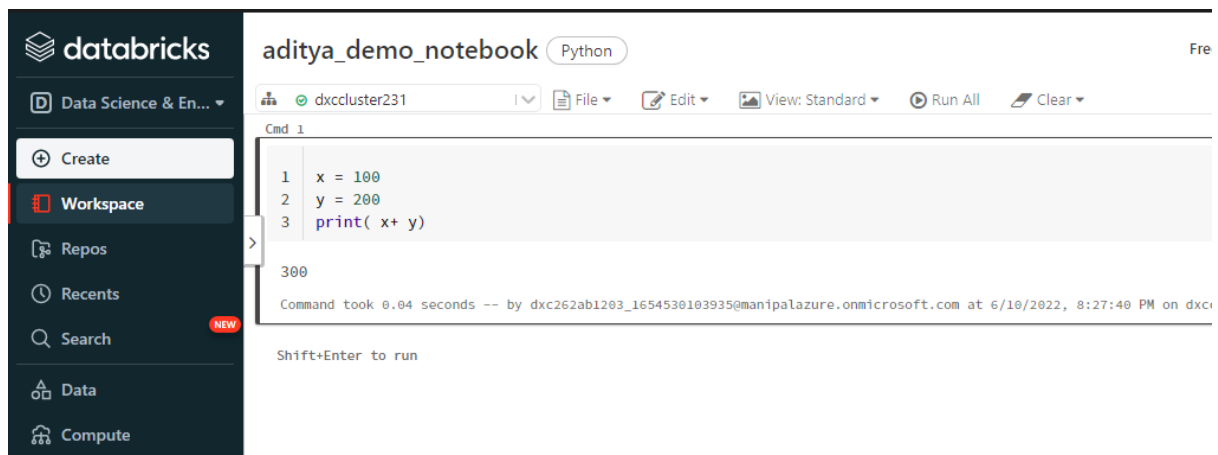 databricks
D Data Science & En...
Create
Workspace
Repos
Recents
NEW
Search
Data
Compute
aditya_demo_notebook Python
Fre
dxccluster231 File Edit View: Standard Run All Clear
Cmd 1
1 x = 100
2 y = 200
3 print( x+ y)
300
Command took 0.04 seconds -- by dxc262ab1203_1654530103935@manipalazure.onmicrosoft.com at 6/10/2022, 8:27:40 PM on dxcc
Shift+Enter to run